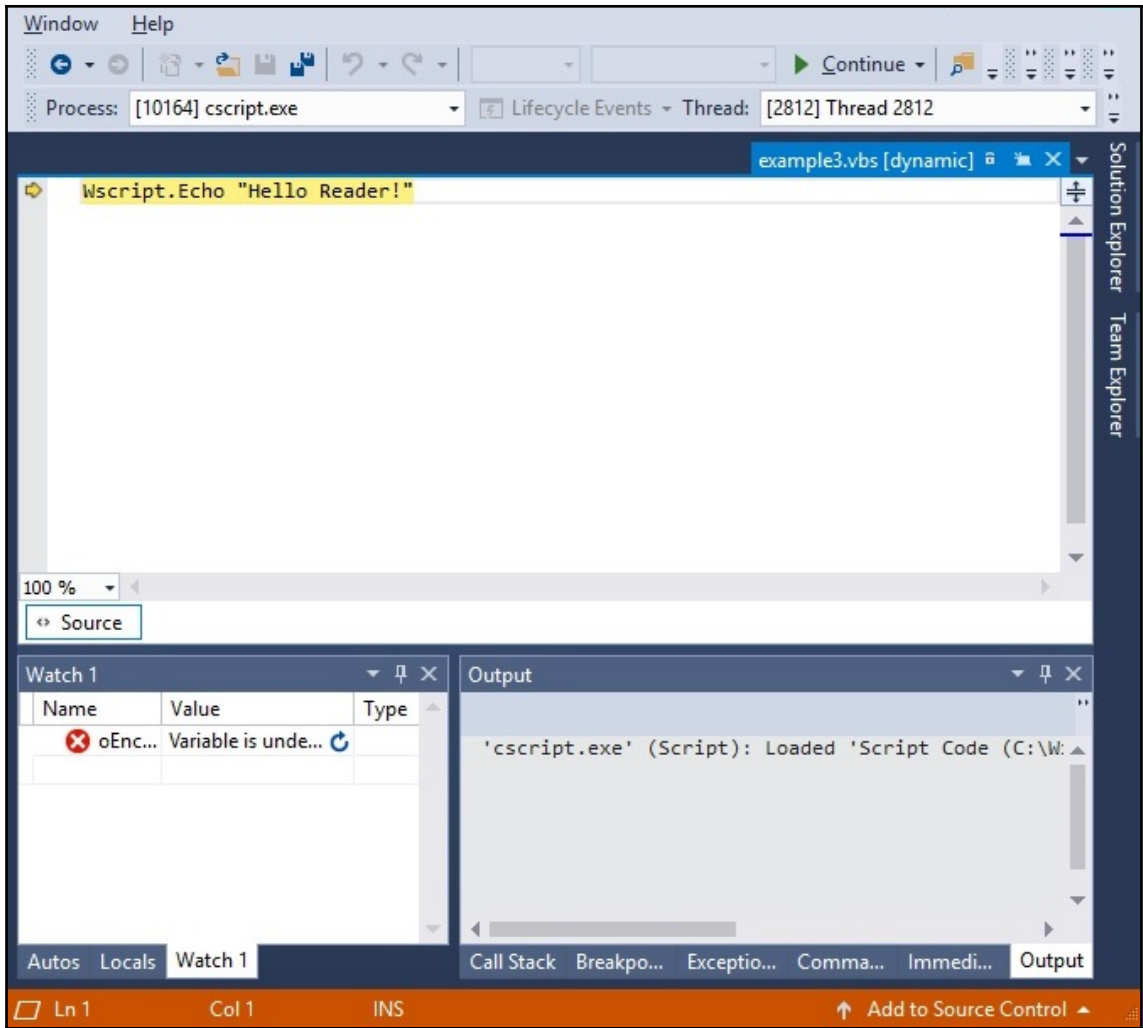 Window Help
Continue
Process: [10164] cscript.exe Lifecycle Events Thread: [2812] Thread 2812
example3.vbs [dynamic]
Solution Explorer
Team Explorer
Wscript.Echo "Hello Reader!"
100 %
Source
Watch 1
Name Value Type
oEnc... Variable is unde...
Autos Locals Watch 1
Output
'cscript.exe' (Script): Loaded 'Script Code (C:\W
Call Stack Breakpo... Exceptio... Comma... Immedi... Output
Ln 1 Col 1 INS Add to Source Control